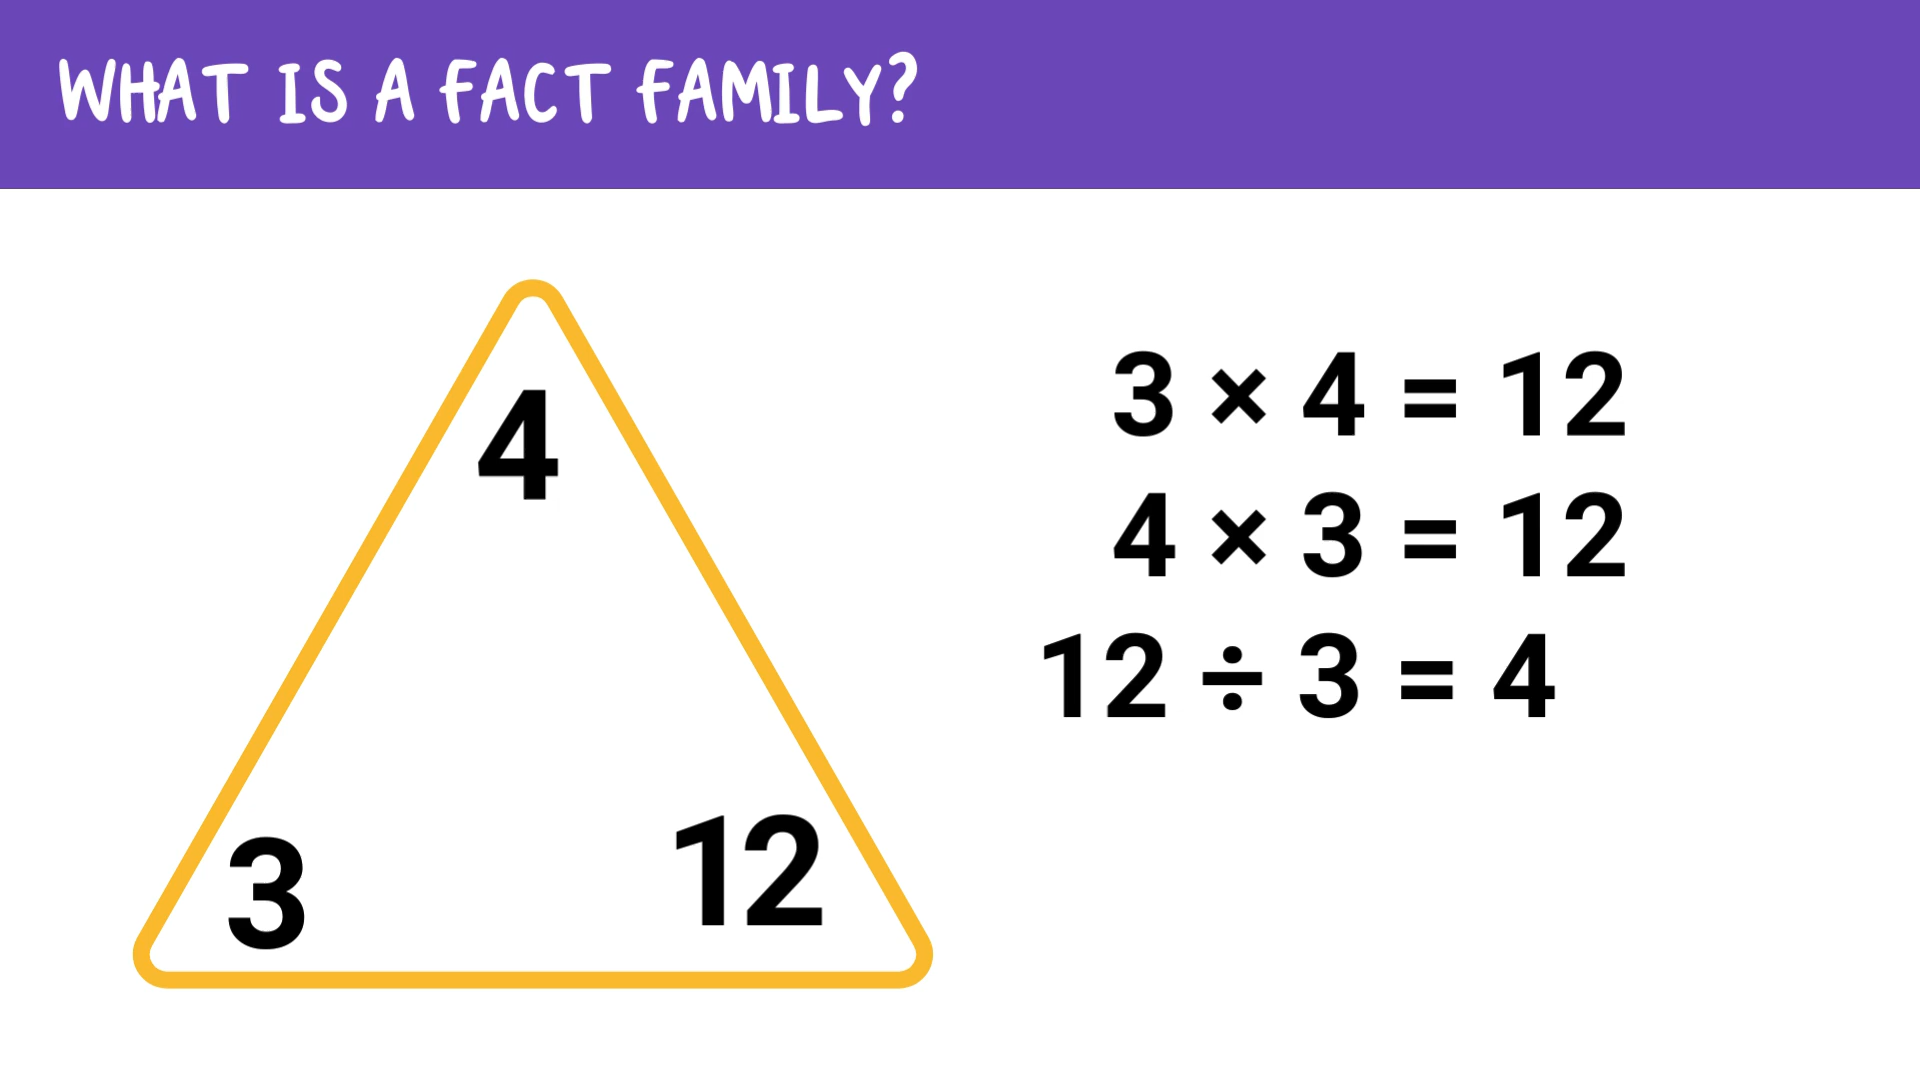 WHAT IS A FACT FAMILY?
4
3
12
3 × 4 = 12
4 × 3 = 12
12 ÷ 3 = 4